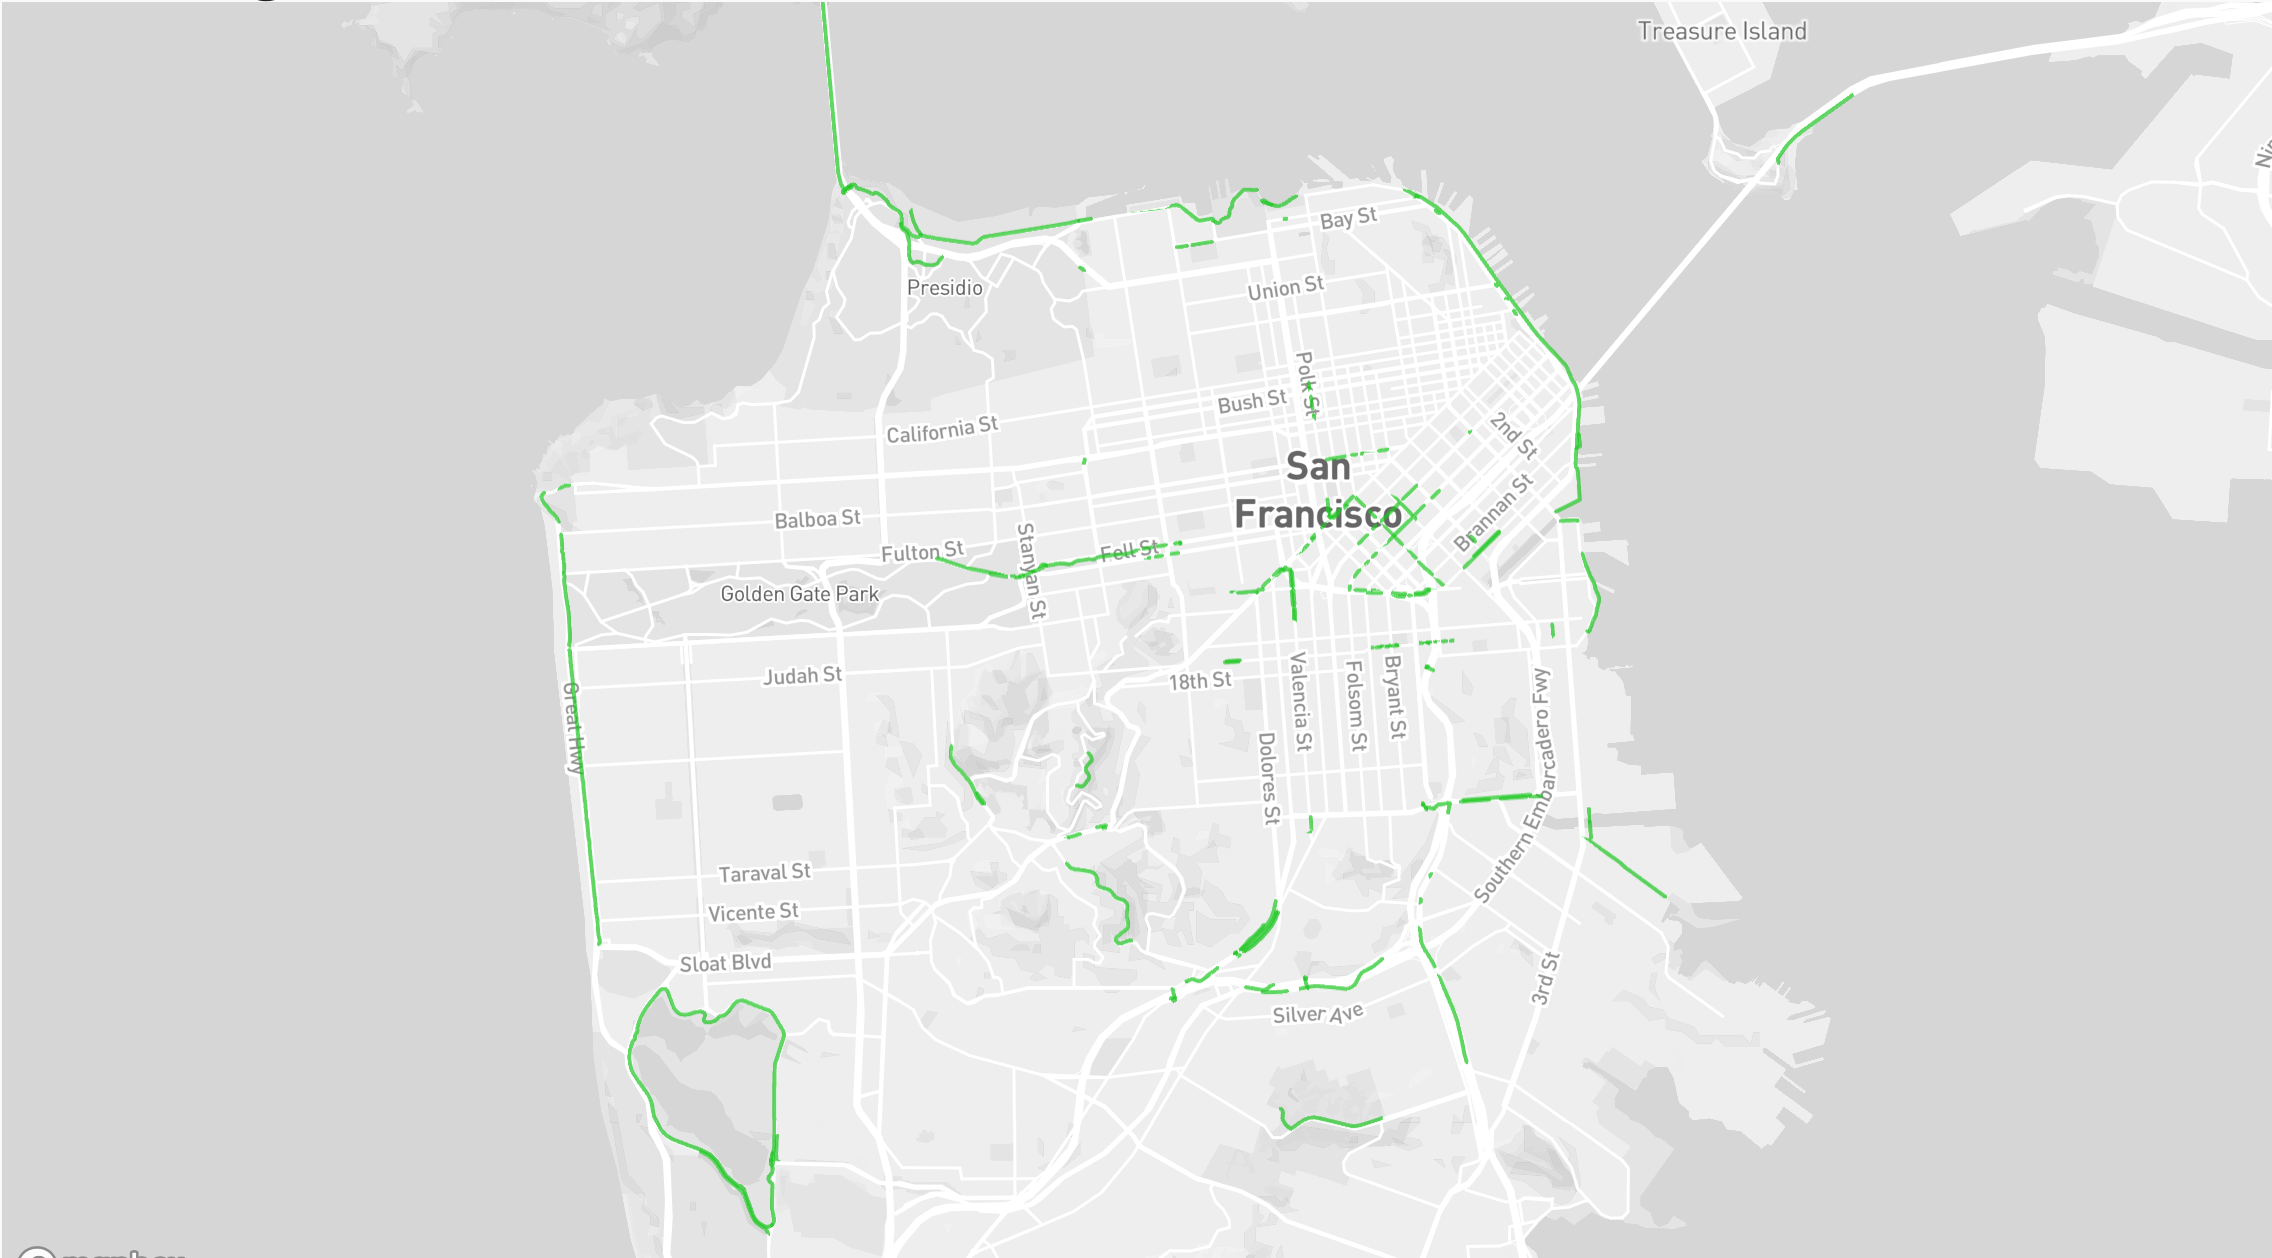 Treasure Island
Bay St
Presidio
Union St
Polk St
Bush St
California St
2nd St
San
Francisco
Brannan St
Balboa St
Fulton St
Stanyan St
Fell St
Golden Gate Park
Judah St
Great Hwy
18th St
Valencia St
Folsom St
Bryant St
Dolores St
Southern Embarcadero Fwy
Taraval St
Vicente St
Sloat Blvd
3rd St
Silver Ave